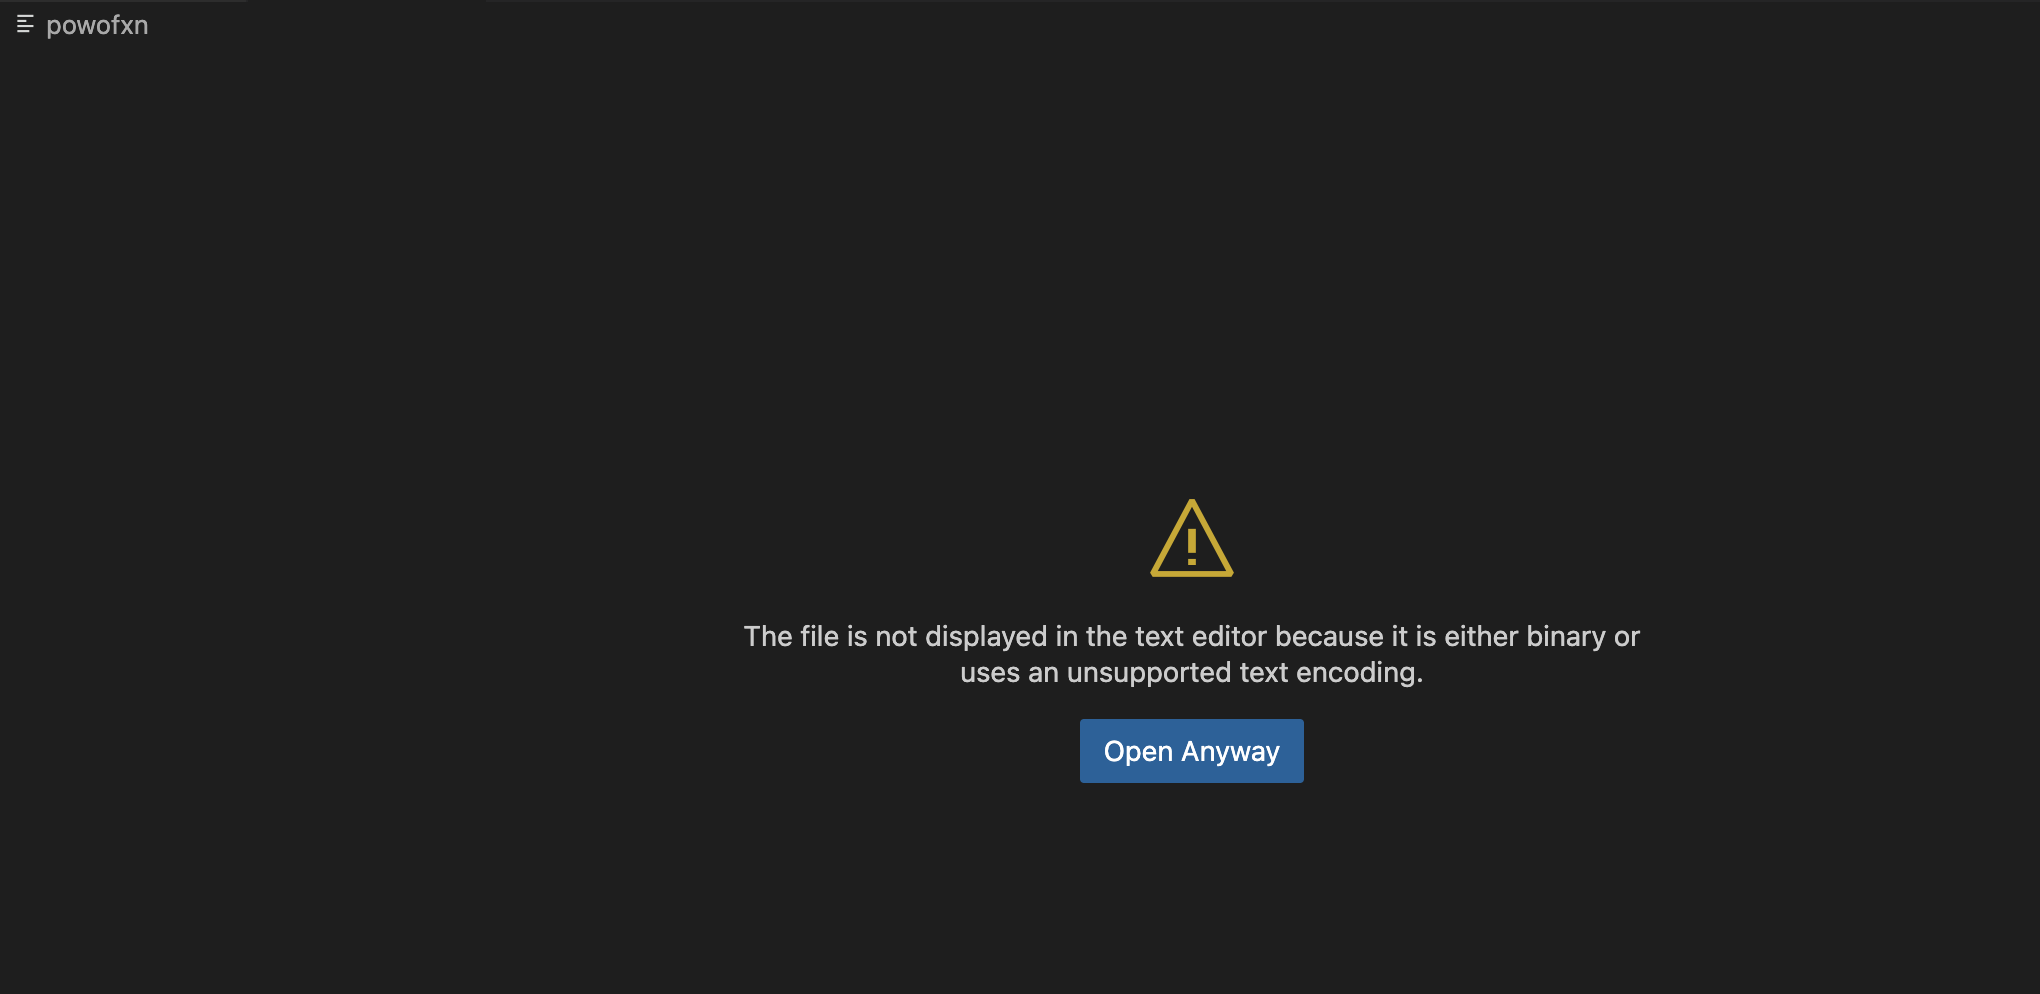 powofxn
The file is not displayed in the text editor because it is either binary or
uses an unsupported text encoding.
Open Anyway